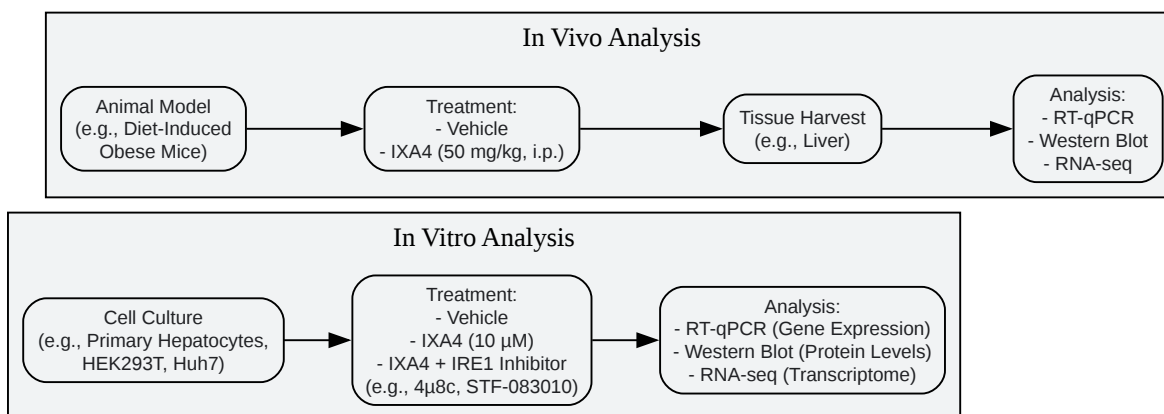 In Vivo Analysis
Animal Model
(e.g., Diet-Induced
Obese Mice)
Treatment:
- Vehicle
- IXA4 (50 mg/kg, i.p.)
Tissue Harvest
(e.g., Liver)
Analysis:
- RT-qPCR
- Western Blot
- RNA-seq
In Vitro Analysis
Cell Culture
(e.g., Primary Hepatocytes,
HEK293T, Huh7)
Treatment:
- Vehicle
- IXA4 (10 µM)
- IXA4 + IRE1 Inhibitor
(e.g., 4µ8c, STF-083010)
Analysis:
- RT-qPCR (Gene Expression)
- Western Blot (Protein Levels)
- RNA-seq (Transcriptome)